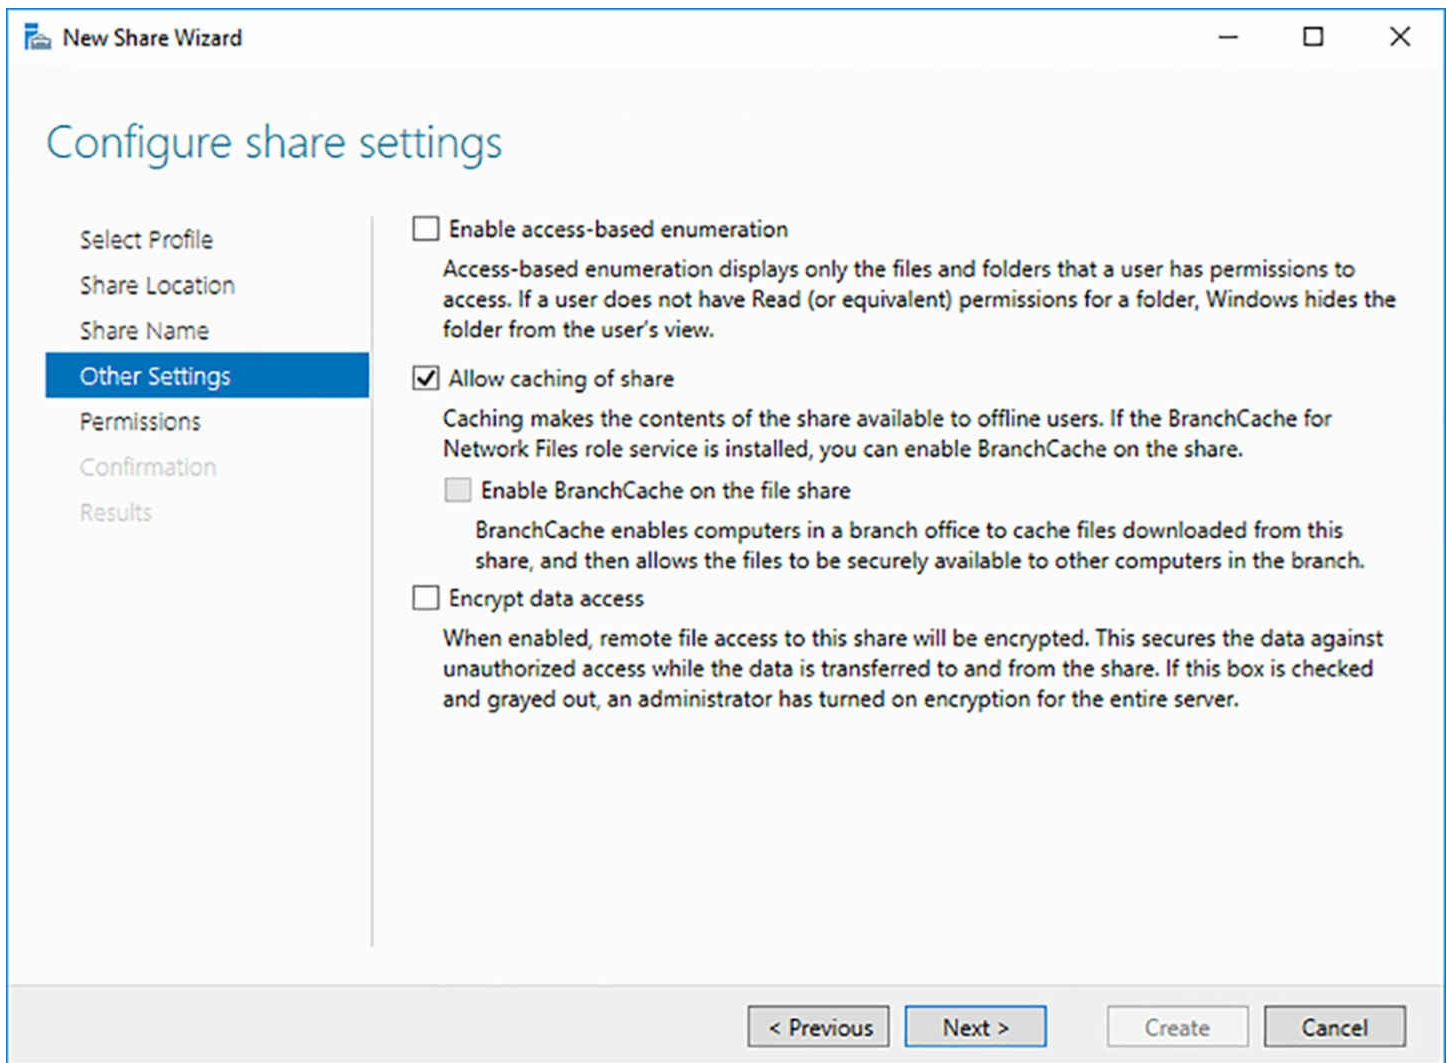 New Share Wizard
Configure share settings
Select Profile
Share Location
Share Name
Other Settings
Permissions
Confirmation
Results
Enable access-based enumeration
Access-based enumeration displays only the files and folders that a user has permissions to
access. If a user does not have Read (or equivalent) permissions for a folder, Windows hides the
folder from the user's view.
Allow caching of share
Caching makes the contents of the share available to offline users. If the BranchCache for
Network Files role service is installed, you can enable BranchCache on the share.
Enable BranchCache on the file share
BranchCache enables computers in a branch office to cache files downloaded from this
share, and then allows the files to be securely available to other computers in the branch.
Encrypt data access
When enabled, remote file access to this share will be encrypted. This secures the data against
unauthorized access while the data is transferred to and from the share. If this box is checked
and grayed out, an administrator has turned on encryption for the entire server.
< Previous
Next >
Create
Cancel